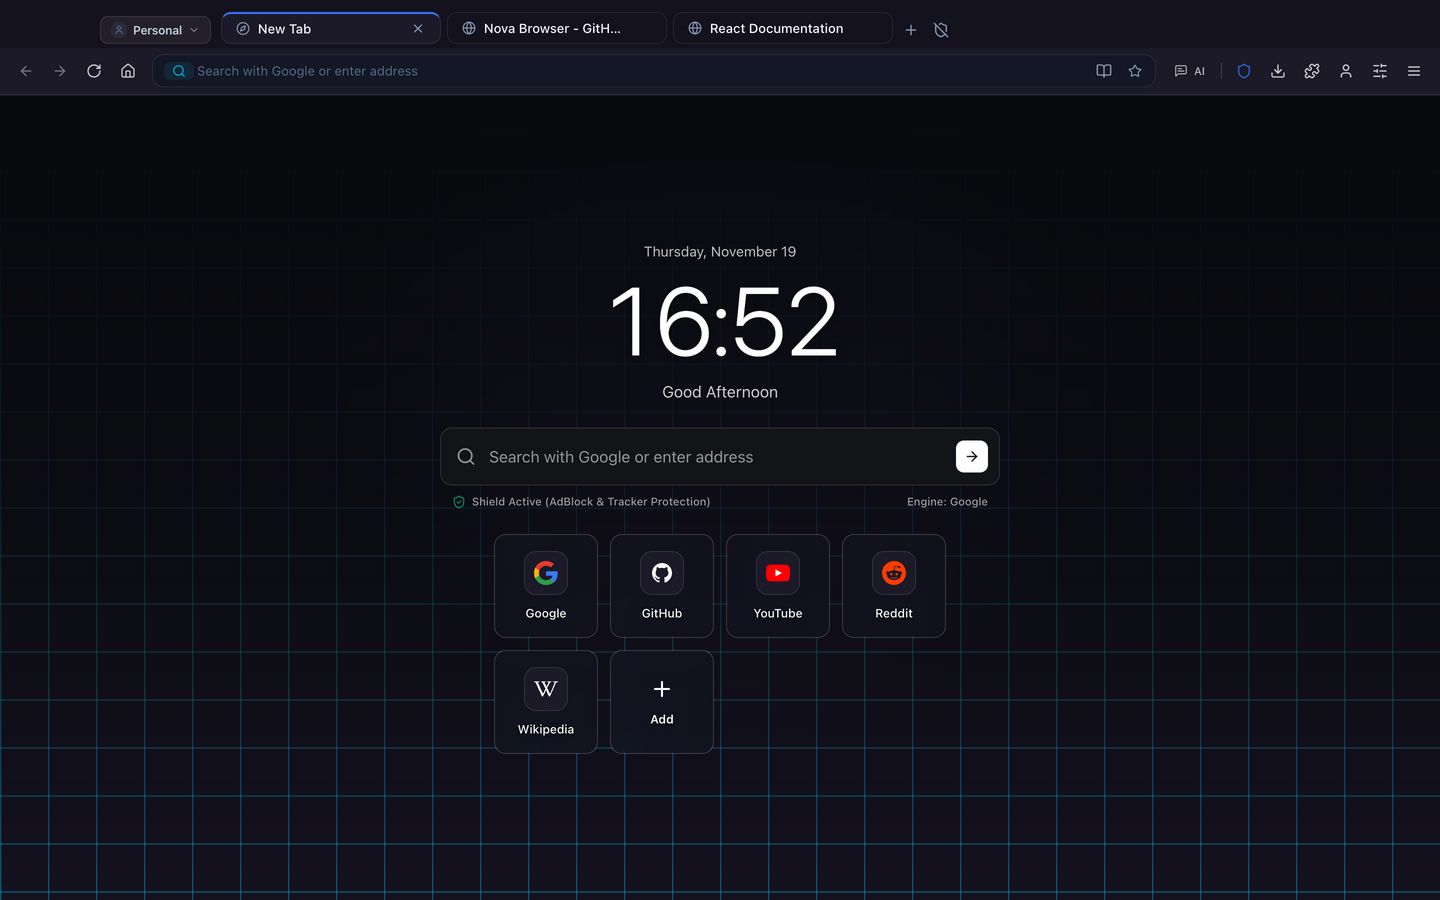 Personal
New Tab
Nova Browser - GitH...
React Documentation
Search with Google or enter address
AI
Thursday, November 19
16:52
Good Afternoon
Search with Google or enter address
Shield Active (AdBlock & Tracker Protection)
Engine: Google
Google
GitHub
YouTube
Reddit
W
Wikipedia
Add